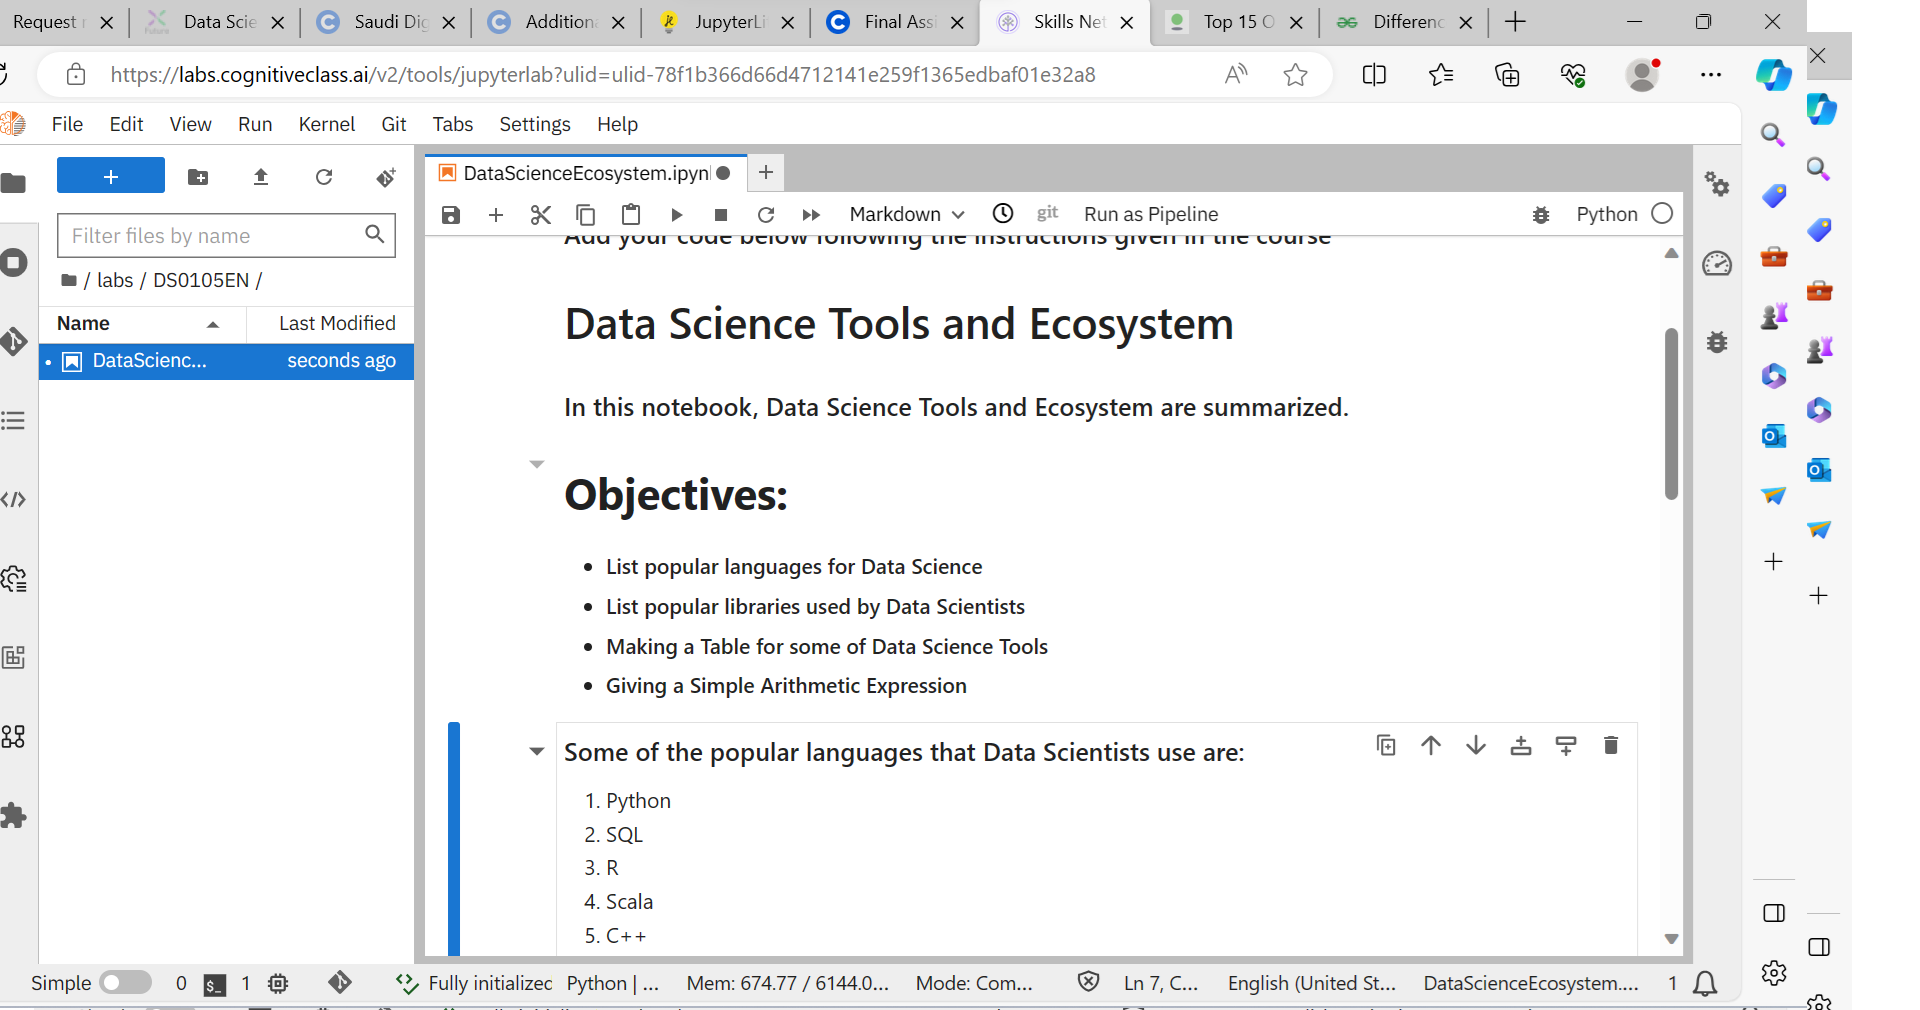 Request
Data Scie
Saudi Dig
Additiona
JupyterLi
Final Assi
Skills Net
Top 15 O
Differenc
https://labs.cognitiveclass.ai/v2/tools/jupyterlab?ulid=ulid-78f1b366d66d4712141e259f1365edbaf01e32a8
File Edit View Run Kernel Git Tabs Settings Help
DataScienceEcosystem.ipyn
Markdown git Run as Pipeline Python
Filter files by name
/ labs / DS0105EN /
Name Last Modified
DataScienc... seconds ago
Add your code below following the instructions given in the course
Data Science Tools and Ecosystem
In this notebook, Data Science Tools and Ecosystem are summarized.
Objectives:
• List popular languages for Data Science
• List popular libraries used by Data Scientists
• Making a Table for some of Data Science Tools
• Giving a Simple Arithmetic Expression
Some of the popular languages that Data Scientists use are:
1. Python
2. SQL
3. R
4. Scala
5. C++
Simple 0 $_ 1 Fully initialized Python | ... Mem: 674.77 / 6144.0... Mode: Com... Ln 7, C... English (United St... DataScienceEcosystem.... 1